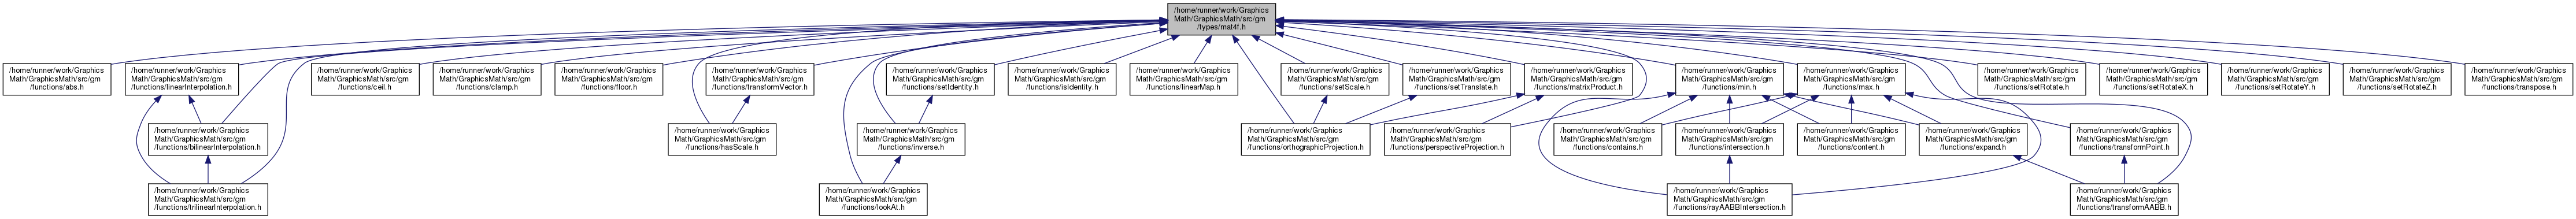 /home/runner/work/Graphics
Math/GraphicsMath/src/gm
/types/mat4f.h
/home/runner/work/Graphics
Math/GraphicsMath/src/gm
/functions/abs.h
/home/runner/work/Graphics
Math/GraphicsMath/src/gm
/functions/linearInterpolation.h
/home/runner/work/Graphics
Math/GraphicsMath/src/gm
/functions/ceil.h
/home/runner/work/Graphics
Math/GraphicsMath/src/gm
/functions/clamp.h
/home/runner/work/Graphics
Math/GraphicsMath/src/gm
/functions/floor.h
/home/runner/work/Graphics
Math/GraphicsMath/src/gm
/functions/transformVector.h
/home/runner/work/Graphics
Math/GraphicsMath/src/gm
/functions/setIdentity.h
/home/runner/work/Graphics
Math/GraphicsMath/src/gm
/functions/isIdentity.h
/home/runner/work/Graphics
Math/GraphicsMath/src/gm
/functions/linearMap.h
/home/runner/work/Graphics
Math/GraphicsMath/src/gm
/functions/setScale.h
/home/runner/work/Graphics
Math/GraphicsMath/src/gm
/functions/setTranslate.h
/home/runner/work/Graphics
Math/GraphicsMath/src/gm
/functions/matrixProduct.h
/home/runner/work/Graphics
Math/GraphicsMath/src/gm
/functions/min.h
/home/runner/work/Graphics
Math/GraphicsMath/src/gm
/functions/max.h
/home/runner/work/Graphics
Math/GraphicsMath/src/gm
/functions/setRotate.h
/home/runner/work/Graphics
Math/GraphicsMath/src/gm
/functions/setRotateX.h
/home/runner/work/Graphics
Math/GraphicsMath/src/gm
/functions/setRotateY.h
/home/runner/work/Graphics
Math/GraphicsMath/src/gm
/functions/setRotateZ.h
/home/runner/work/Graphics
Math/GraphicsMath/src/gm
/functions/transpose.h
/home/runner/work/Graphics
Math/GraphicsMath/src/gm
/functions/bilinearInterpolation.h
/home/runner/work/Graphics
Math/GraphicsMath/src/gm
/functions/hasScale.h
/home/runner/work/Graphics
Math/GraphicsMath/src/gm
/functions/inverse.h
/home/runner/work/Graphics
Math/GraphicsMath/src/gm
/functions/orthographicProjection.h
/home/runner/work/Graphics
Math/GraphicsMath/src/gm
/functions/perspectiveProjection.h
/home/runner/work/Graphics
Math/GraphicsMath/src/gm
/functions/contains.h
/home/runner/work/Graphics
Math/GraphicsMath/src/gm
/functions/intersection.h
/home/runner/work/Graphics
Math/GraphicsMath/src/gm
/functions/content.h
/home/runner/work/Graphics
Math/GraphicsMath/src/gm
/functions/expand.h
/home/runner/work/Graphics
Math/GraphicsMath/src/gm
/functions/transformPoint.h
/home/runner/work/Graphics
Math/GraphicsMath/src/gm
/functions/trilinearInterpolation.h
/home/runner/work/Graphics
Math/GraphicsMath/src/gm
/functions/lookAt.h
/home/runner/work/Graphics
Math/GraphicsMath/src/gm
/functions/rayAABBIntersection.h
/home/runner/work/Graphics
Math/GraphicsMath/src/gm
/functions/transformAABB.h